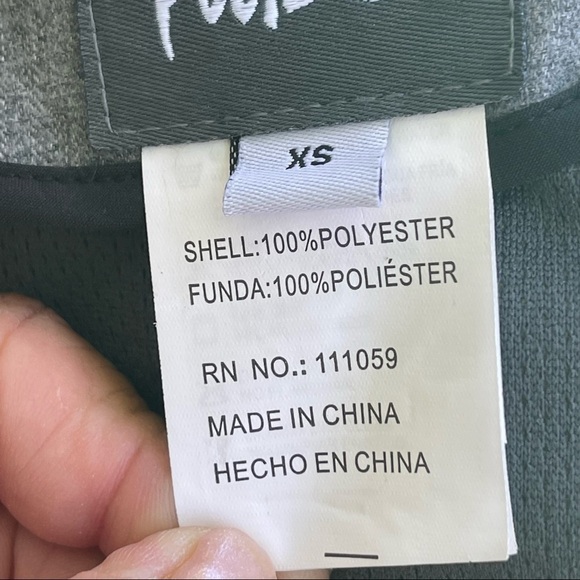 XS
SHELL:100%POLYESTER
FUNDA:100%POLIÉSTER
RN NO.: 111059
MADE IN CHINA
HECHO EN CHINA